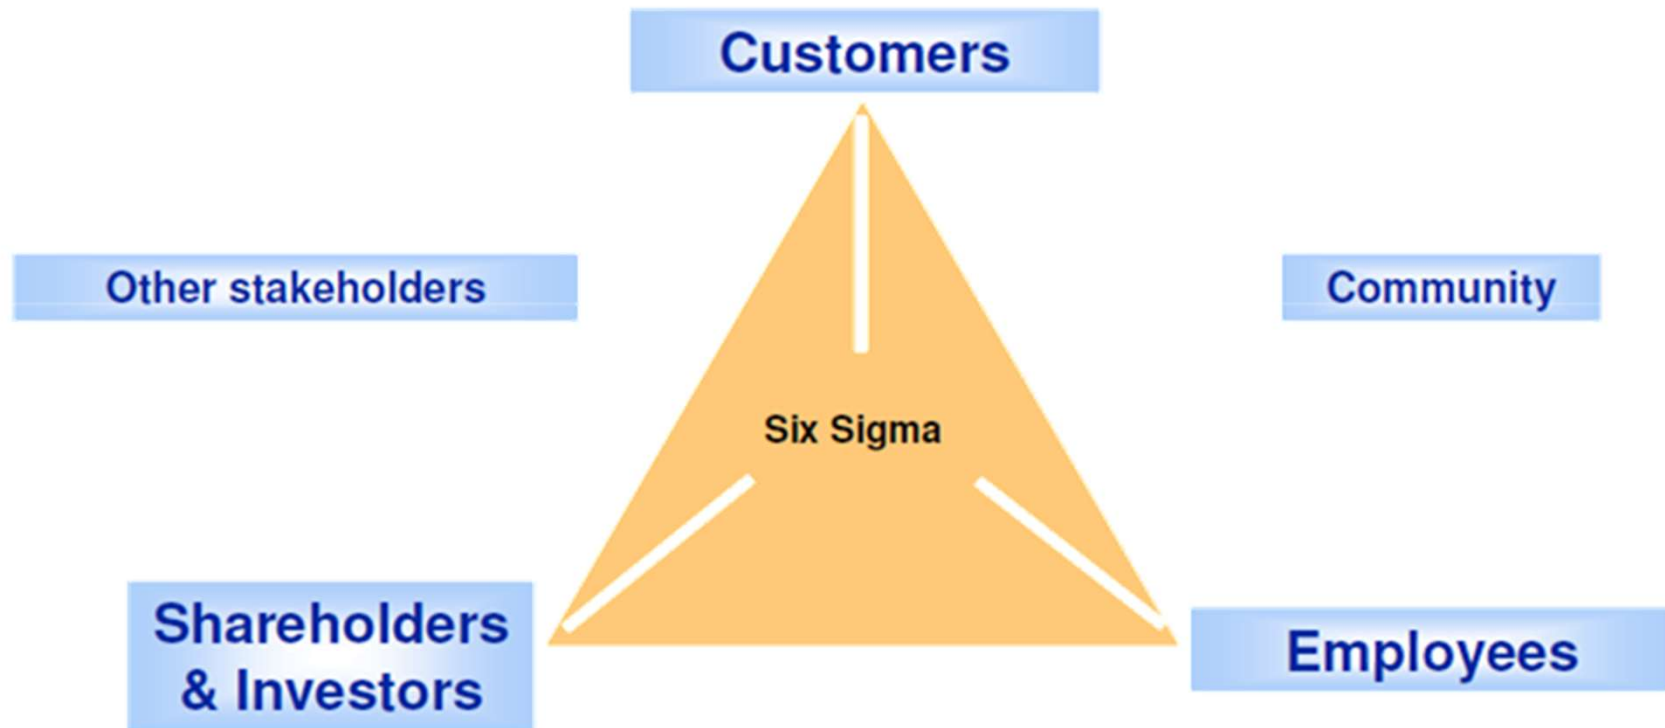 Customers
Other stakeholders
Community
Six Sigma
Shareholders
& Investors
Employees